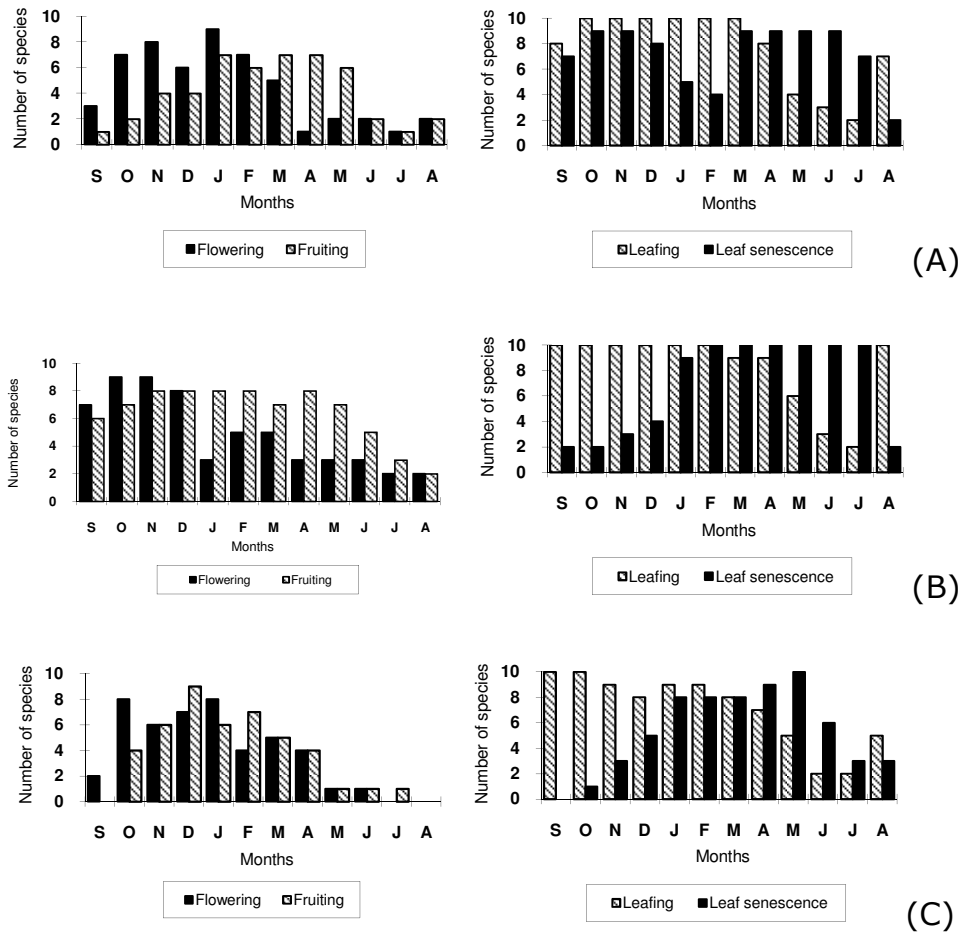 Number of species
10
8
6
4
2
0
S O N D J F M A M J J A
Months
Flowering Fruiting
Number of species
10
8
6
4
2
0
S O N D J F M A M J J A
Months
Leafing Leaf senescence
(A)
Number of species
10
8
6
4
2
0
S O N D J F M A M J J A
Months
Flowering Fruiting
Number of species
10
8
6
4
2
0
S O N D J F M A M J J A
Months
Leafing Leaf senescence
(B)
Number of species
10
8
6
4
2
0
S O N D J F M A M J J A
Months
Flowering Fruiting
Number of species
10
8
6
4
2
0
S O N D J F M A M J J A
Months
Leafing Leaf senescence
(C)